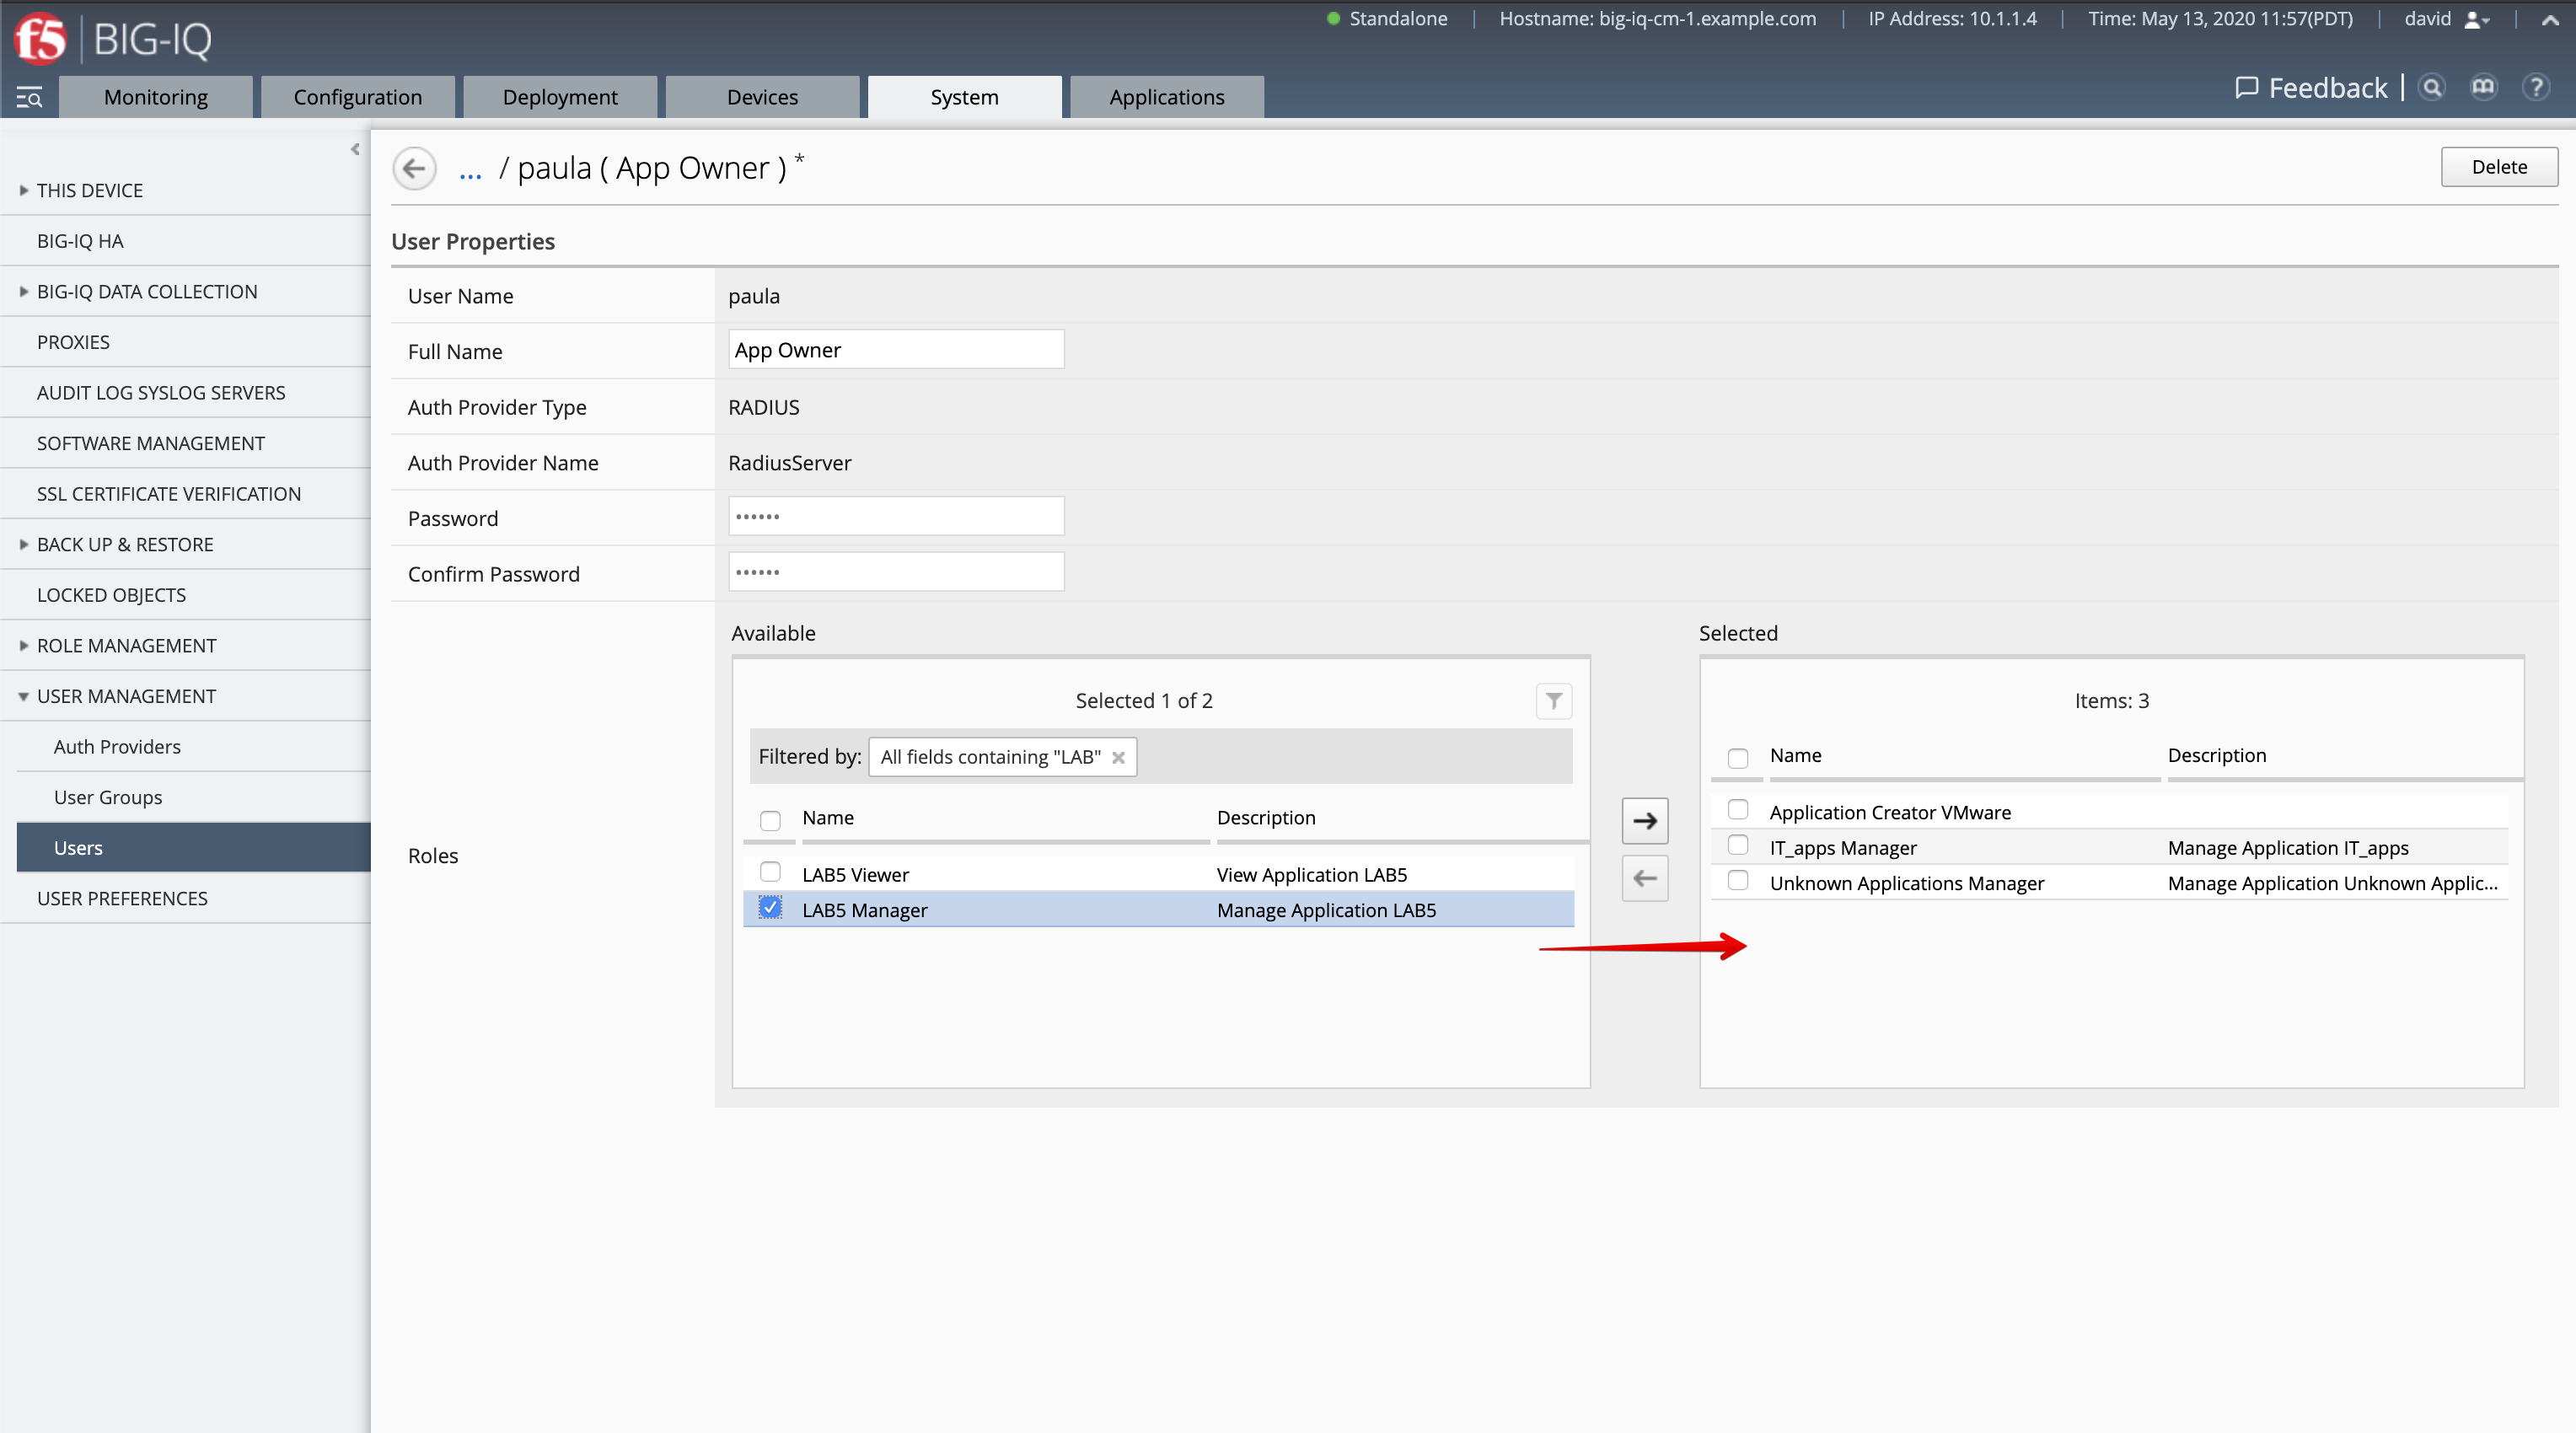 Standalone | Hostname: big-iq-cm-1.example.com | IP Address: 10.1.1.4 | Time: May 13, 2020 11:57(PDT) | david
f5 BIG-IQ
Monitoring Configuration Deployment Devices System Applications
Feedback | ?
THIS DEVICE
BIG-IQ HA
BIG-IQ DATA COLLECTION
PROXIES
AUDIT LOG SYSLOG SERVERS
SOFTWARE MANAGEMENT
SSL CERTIFICATE VERIFICATION
BACK UP & RESTORE
LOCKED OBJECTS
ROLE MANAGEMENT
USER MANAGEMENT
Auth Providers
User Groups
Users
USER PREFERENCES
... / paula ( App Owner ) *
Delete
User Properties
User Name paula
Full Name App Owner
Auth Provider Type RADIUS
Auth Provider Name RadiusServer
Password ••••••
Confirm Password ••••••
Roles
Available
Selected 1 of 2
Filtered by: All fields containing "LAB" ×
Name Description
LAB5 Viewer View Application LAB5
LAB5 Manager Manage Application LAB5
Selected
Items: 3
Name Description
Application Creator VMware
IT_apps Manager Manage Application IT_apps
Unknown Applications Manager Manage Application Unknown Applic...